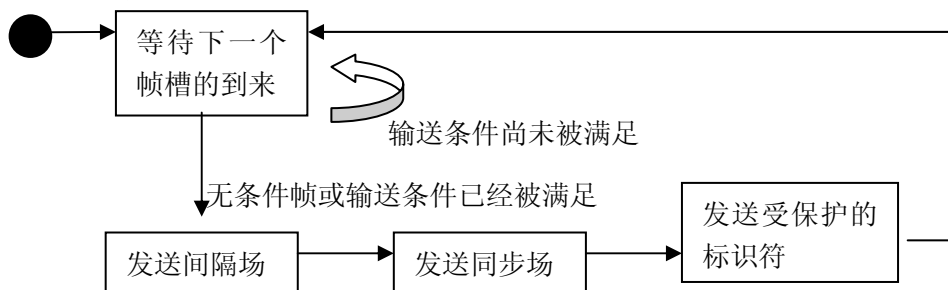 等待下一个
帧槽的到来
输送条件尚未被满足
无条件帧或输送条件已经被满足
发送间隔场
发送同步场
发送受保护的
标识符